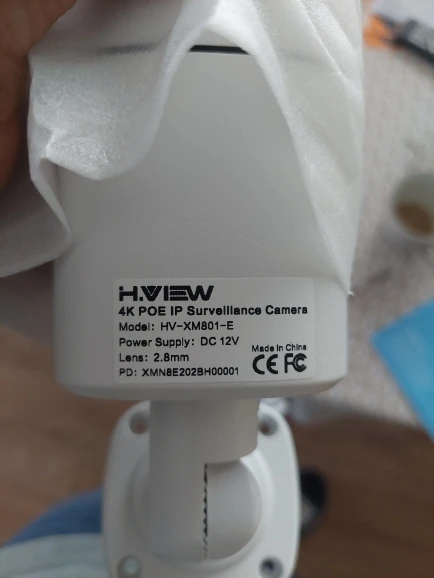 H.VIEW
4K POE IP Surveillance Camera
Model: HV-XM801-E
Power Supply: DC 12V
Lens: 2.8mm
PD: XMN8E202BH00001
Made in China
CE FC